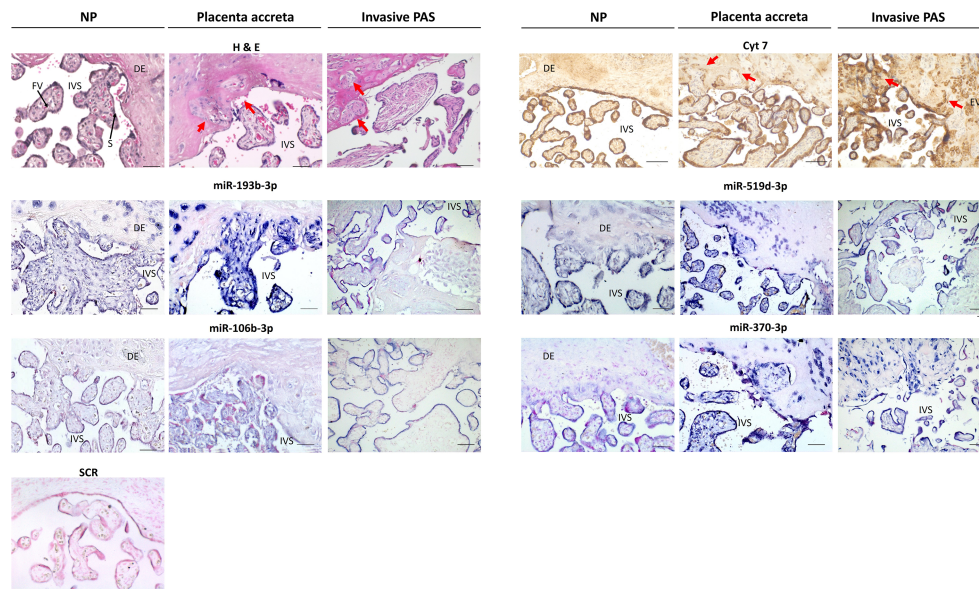 NP Placenta accreta Invasive PAS NP Placenta accreta Invasive PAS
H & E Cyt 7
DE
FV
IVS
S
IVS
DE
IVS
IVS
miR-193b-3p miR-519d-3p
DE
IVS
IVS
IVS
DE
IVS
IVS
miR-106b-3p miR-370-3p
DE
IVS
IVS
DE
IVS
IVS
IVS
SCR